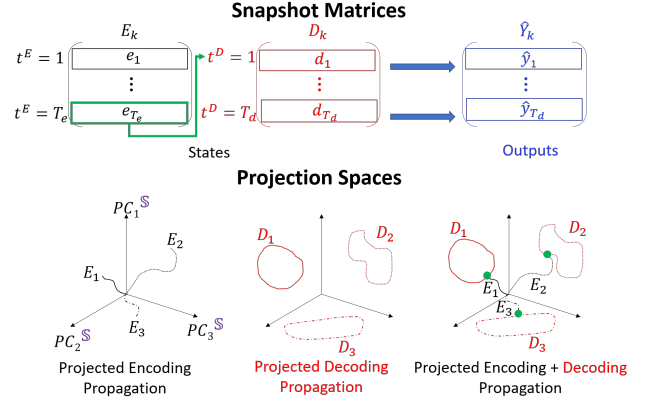 Snapshot Matrices
E_k D_k Ŷ_k
t^E = 1 e_1 t^D = 1 d_1 ŷ_1
⋮ ⋮ ⋮
t^E = T_e e_{T_e} t^D = T_d d_{T_d} ŷ_{T_d}
States Outputs
Projection Spaces
PC_1^𝕊 E_2 E_1 E_3 PC_2^𝕊 PC_3^𝕊
D_1 D_2 D_3
D_1 D_2 E_1 E_2 E_3 D_3
Projected Encoding
Propagation
Projected Decoding
Propagation
Projected Encoding + Decoding
Propagation